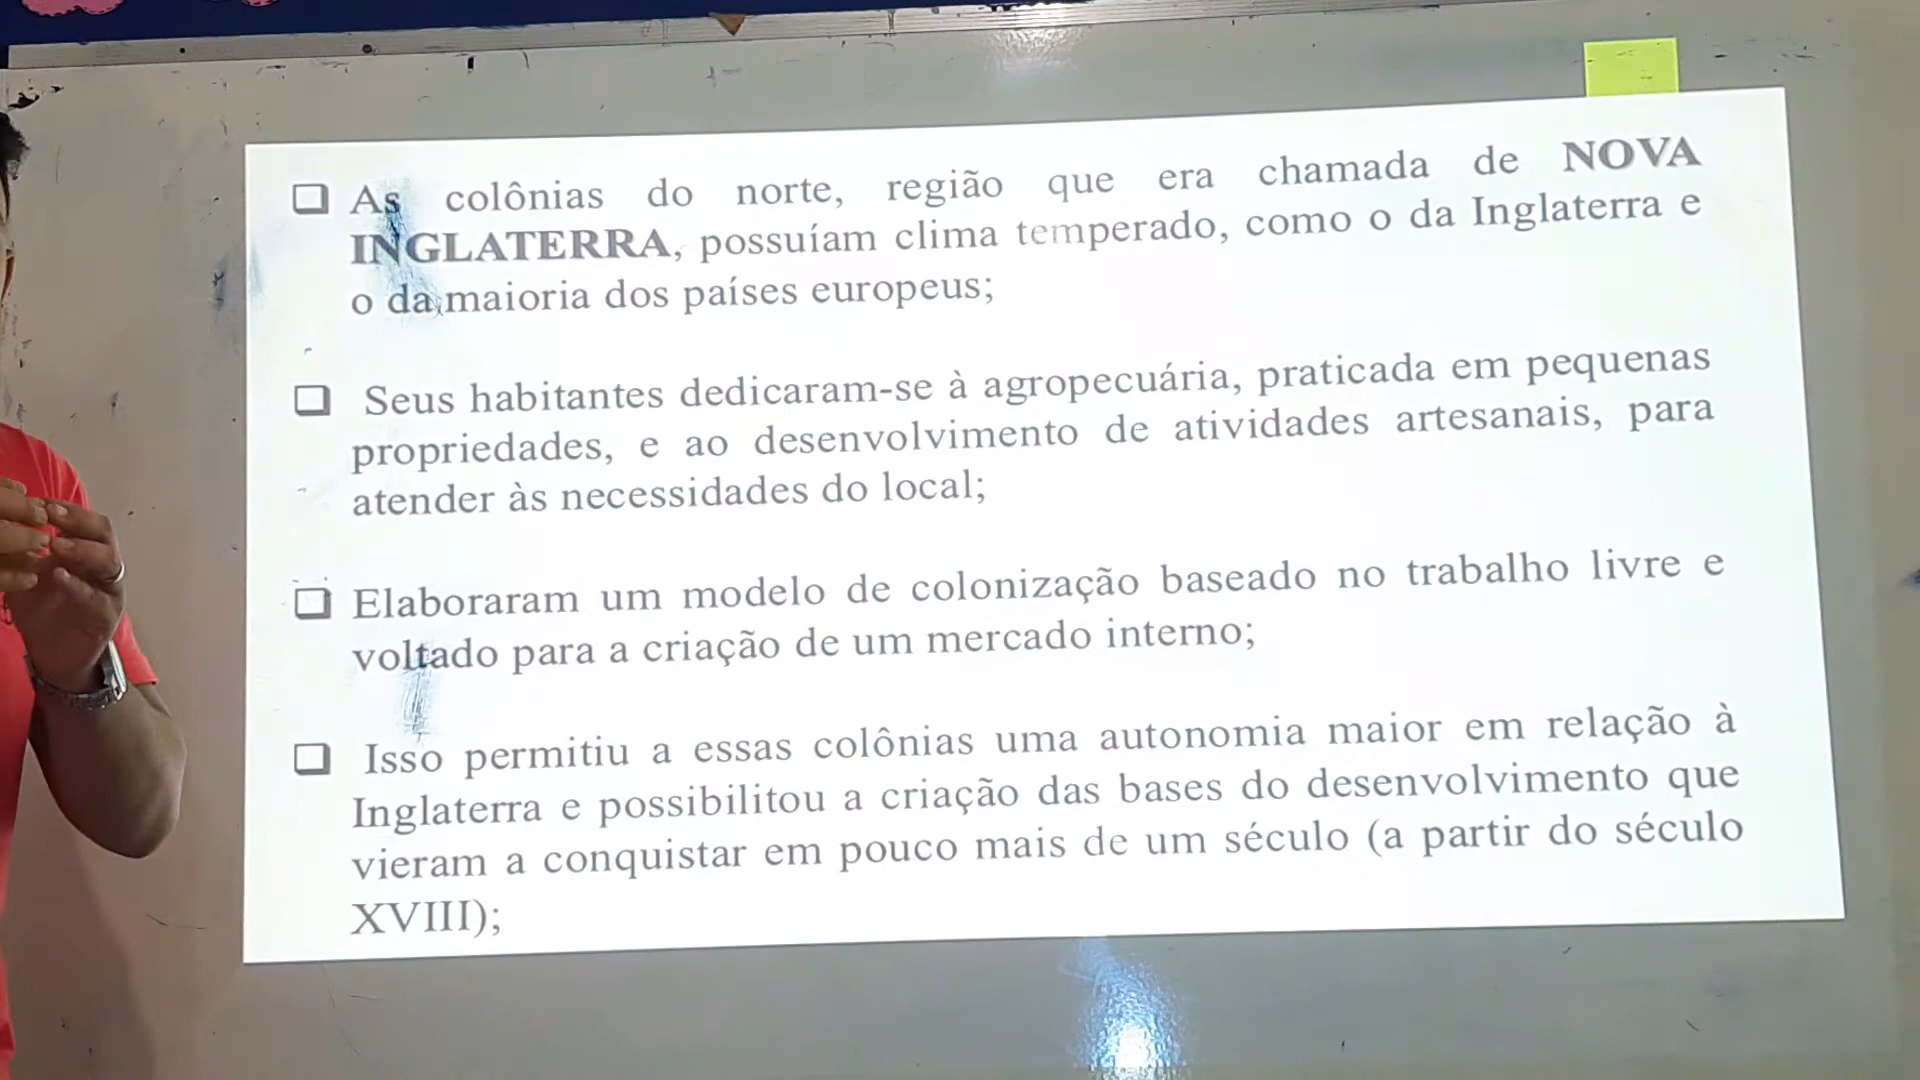 As colônias do norte, região que era chamada de NOVA
INGLATERRA, possuíam clima temperado, como o da Inglaterra e
o da maioria dos países europeus;
Seus habitantes dedicaram-se à agropecuária, praticada em pequenas
propriedades, e ao desenvolvimento de atividades artesanais, para
atender às necessidades do local;
Elaboraram um modelo de colonização baseado no trabalho livre e
voltado para a criação de um mercado interno;
Isso permitiu a essas colônias uma autonomia maior em relação à
Inglaterra e possibilitou a criação das bases do desenvolvimento que
vieram a conquistar em pouco mais de um século (a partir do século
XVIII);